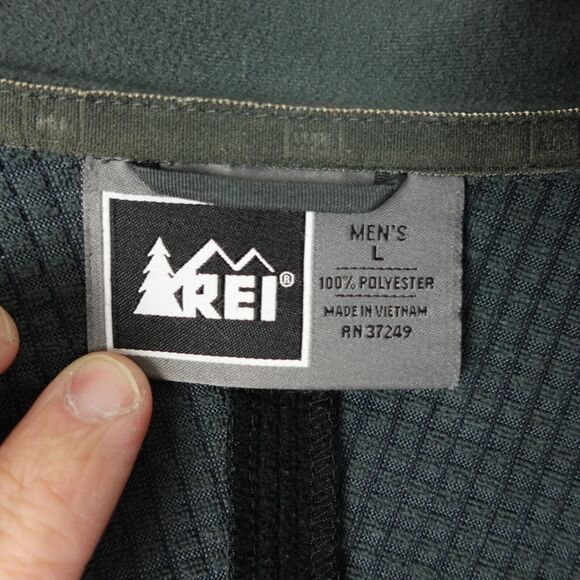 REI®
MEN'S
L
100% POLYESTER
MADE IN VIETNAM
RN 37249